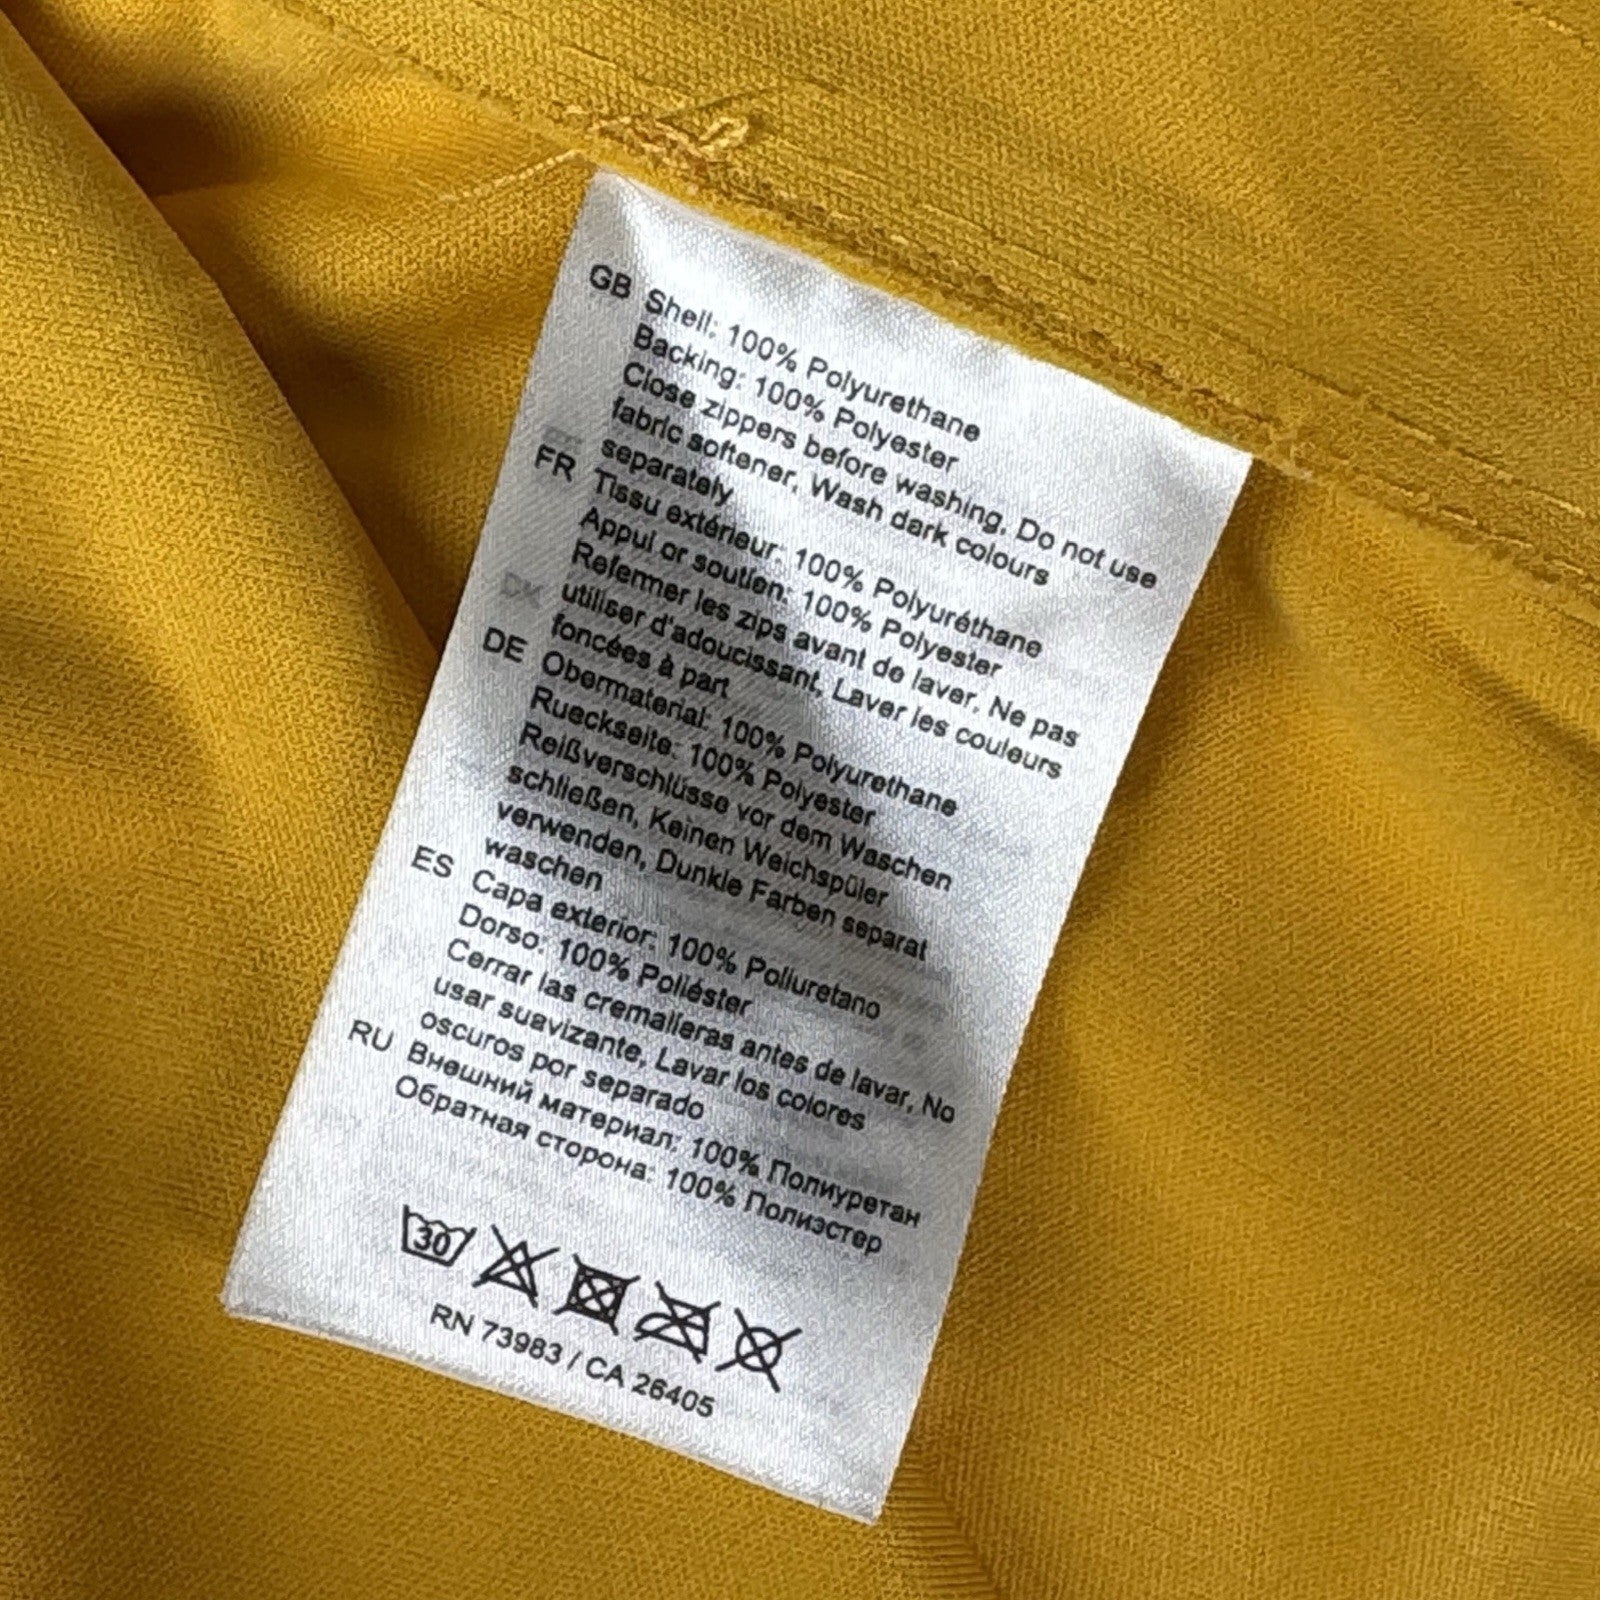 GB Shell: 100% Polyurethane
Backing: 100% Polyester
Close zippers before washing, Do not use
fabric softener, Wash dark colours
separately
FR Tissu extérieur: 100% Polyuréthane
Appui or soutien: 100% Polyester
Refermer les zips avant de laver, Ne pas
utiliser d'adoucissant, Laver les couleurs
foncées à part
DE Obermaterial: 100% Polyurethane
Rueckseite: 100% Polyester
Reißverschlüsse vor dem Waschen
schließen, Keinen Weichspüler
verwenden, Dunkle Farben separat
waschen
ES Capa exterior: 100% Poliuretano
Dorso: 100% Poliéster
Cerrar las cremalleras antes de lavar, No
usar suavizante, Lavar los colores
oscuros por separado
RU Внешний материал: 100% Полиуретан
Обратная сторона: 100% Полиэстер
30
RN 73983 / CA 26405